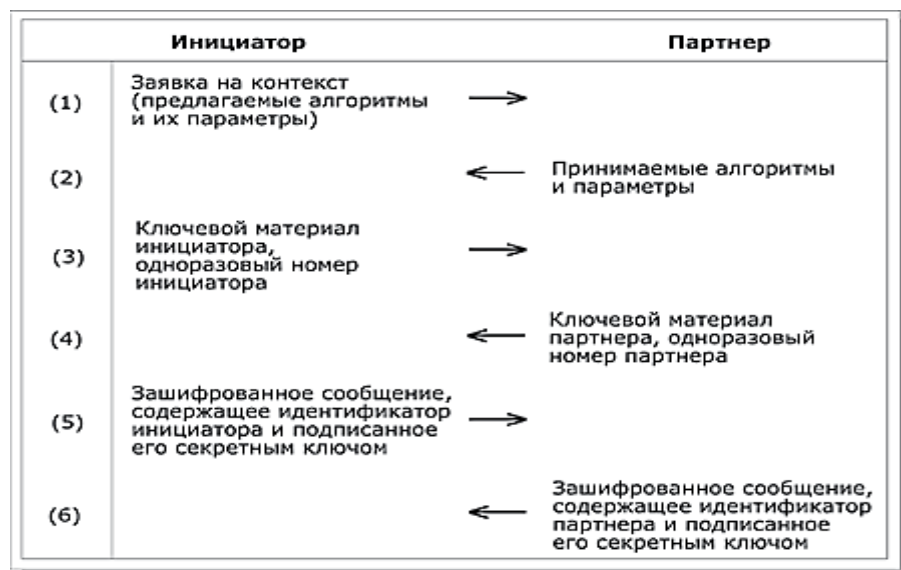 Инициатор Партнер
Заявка на контекст
(1) (предлагаемые алгоритмы →
и их параметры)
(2) ← Принимаемые алгоритмы
и параметры
Ключевой материал
инициатора, →
(3) одноразовый номер
инициатора
Ключевой материал
(4) ← партнера, одноразовый
номер партнера
Зашифрованное сообщение,
содержащее идентификатор
(5) инициатора и подписанное →
его секретным ключом
Зашифрованное сообщение,
(6) ← содержащее идентификатор
партнера и подписанное
его секретным ключом